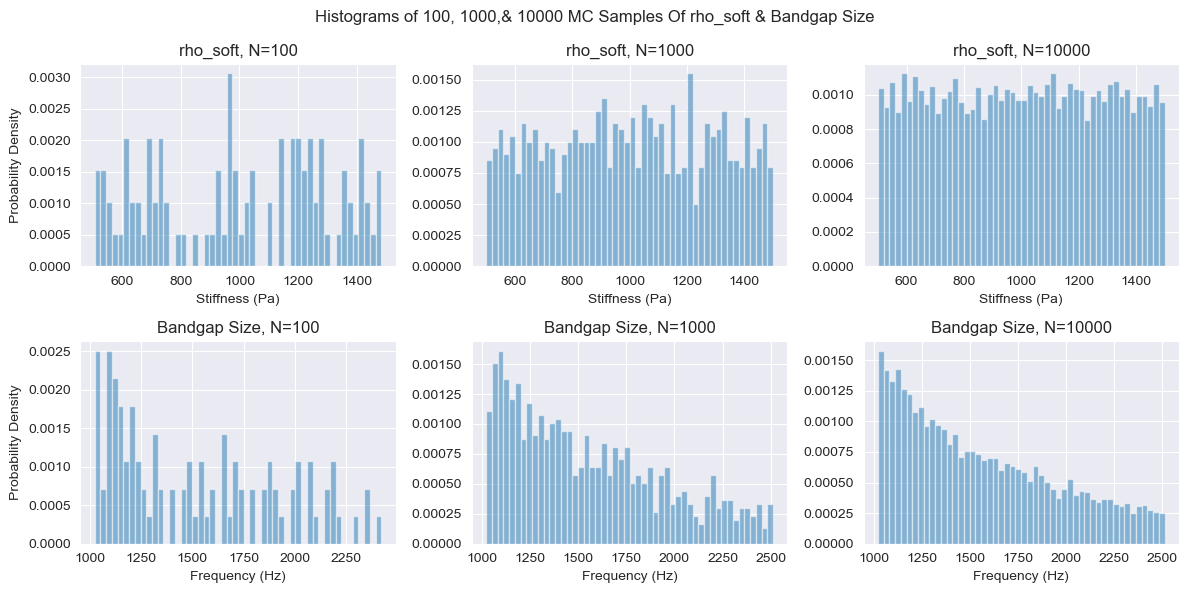 Histograms of 100, 1000,& 10000 MC Samples Of rho_soft & Bandgap Size
rho_soft, N=100
rho_soft, N=1000
rho_soft, N=10000
Probability Density
0.0030
0.0025
0.0020
0.0015
0.0010
0.0005
0.0000
600 800 1000 1200 1400
Stiffness (Pa)
0.00150
0.00125
0.00100
0.00075
0.00050
0.00025
0.00000
600 800 1000 1200 1400
Stiffness (Pa)
0.0010
0.0008
0.0006
0.0004
0.0002
0.0000
600 800 1000 1200 1400
Stiffness (Pa)
Bandgap Size, N=100
Bandgap Size, N=1000
Bandgap Size, N=10000
Probability Density
0.0025
0.0020
0.0015
0.0010
0.0005
0.0000
1000 1250 1500 1750 2000 2250
Frequency (Hz)
0.00150
0.00125
0.00100
0.00075
0.00050
0.00025
0.00000
1000 1250 1500 1750 2000 2250 2500
Frequency (Hz)
0.00150
0.00125
0.00100
0.00075
0.00050
0.00025
0.00000
1000 1250 1500 1750 2000 2250 2500
Frequency (Hz)